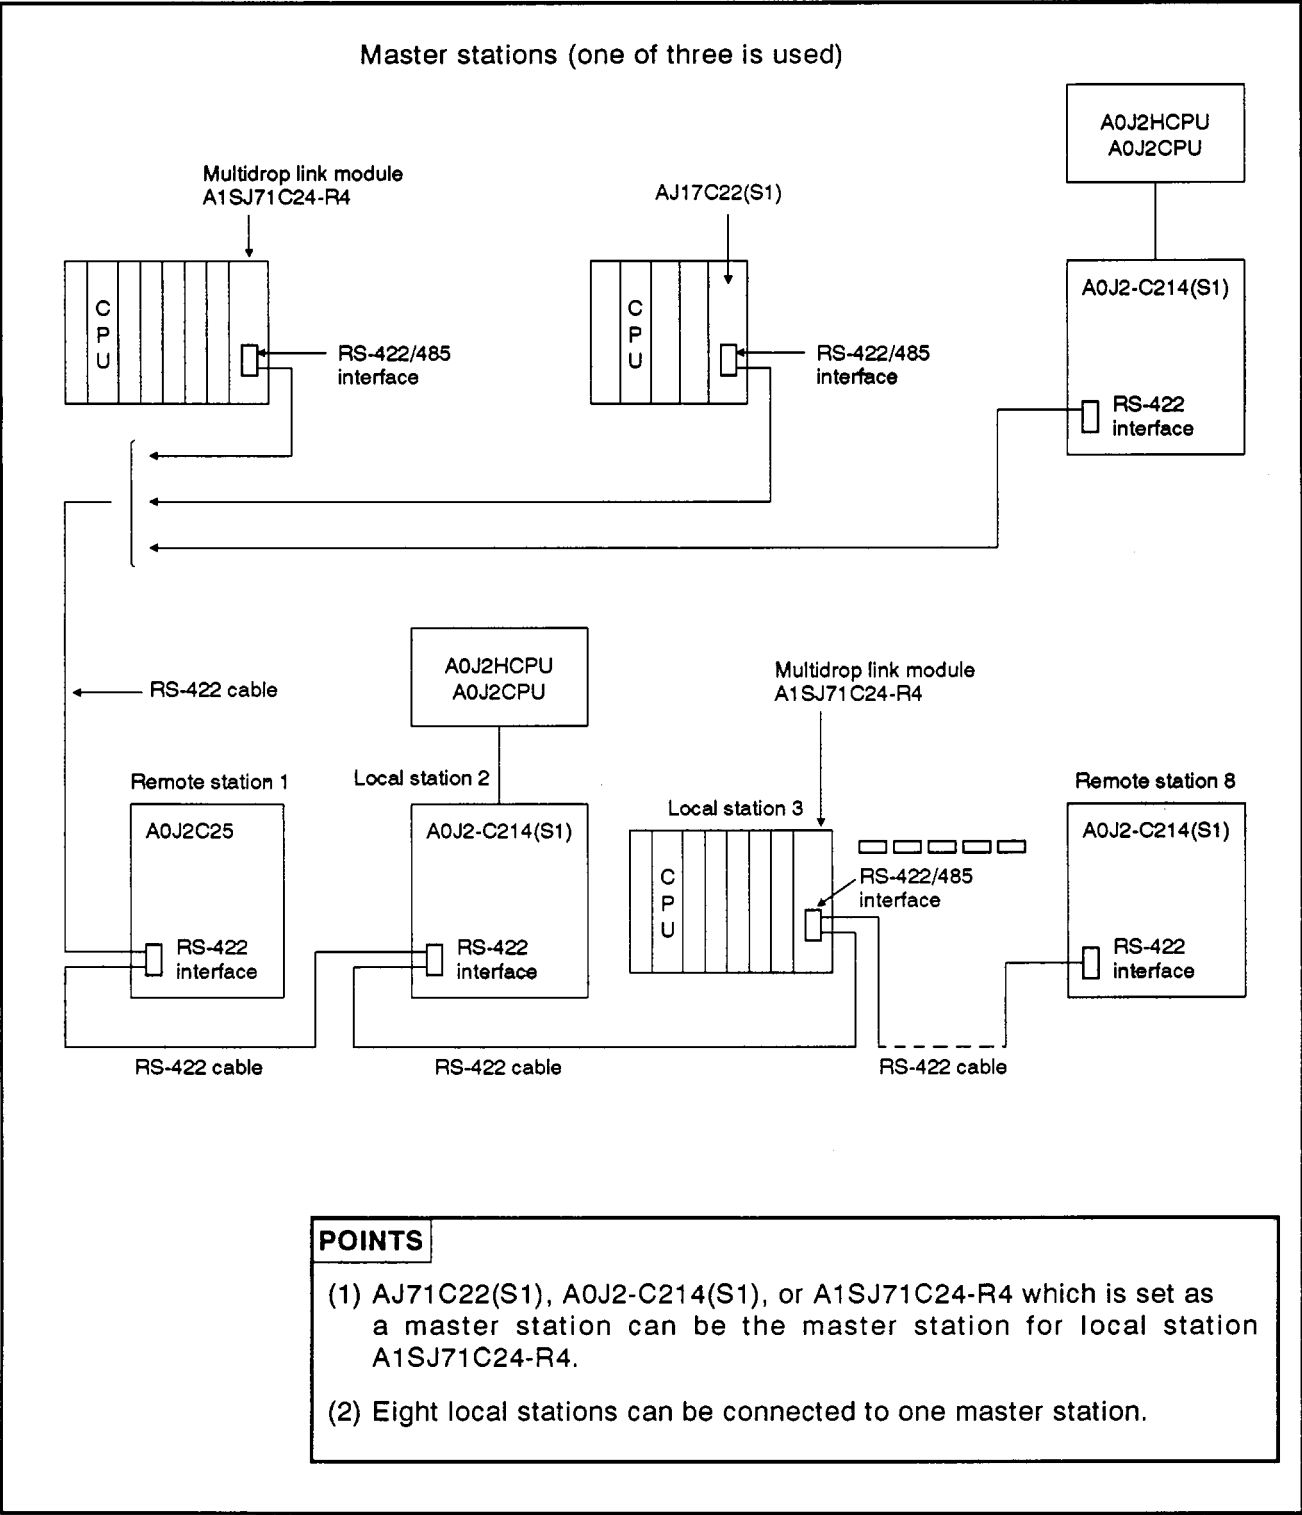 Master stations (one of three is used)
A0J2HCPU
A0J2CPU
Multidrop link module
A1SJ71C24-R4
AJ17C22(S1)
A0J2-C214(S1)
C
P
U
RS-422/485
interface
C
P
U
RS-422/485
interface
RS-422
interface
RS-422 cable
A0J2HCPU
A0J2CPU
Multidrop link module
A1SJ71C24-R4
Remote station 1
Local station 2
Local station 3
Remote station 8
A0J2C25
A0J2-C214(S1)
A0J2-C214(S1)
C
P
U
RS-422/485
interface
RS-422
interface
RS-422
interface
RS-422
interface
RS-422 cable
RS-422 cable
RS-422 cable
POINTS
(1) AJ71C22(S1), A0J2-C214(S1), or A1SJ71C24-R4 which is set as
a master station can be the master station for local station
A1SJ71C24-R4.
(2) Eight local stations can be connected to one master station.